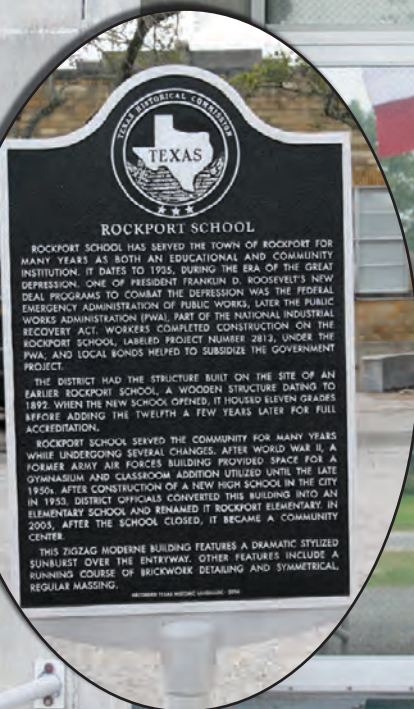 TEXAS HISTORICAL COMMISSION
TEXAS
ROCKPORT SCHOOL
ROCKPORT SCHOOL HAS SERVED THE TOWN OF ROCKPORT FOR
MANY YEARS AS BOTH AN EDUCATIONAL AND COMMUNITY
INSTITUTION. IT DATES TO 1935, DURING THE ERA OF THE GREAT
DEPRESSION. ONE OF PRESIDENT FRANKLIN D. ROOSEVELT'S NEW
DEAL PROGRAMS TO COMBAT THE DEPRESSION WAS THE FEDERAL
EMERGENCY ADMINISTRATION OF PUBLIC WORKS, LATER THE PUBLIC
WORKS ADMINISTRATION (PWA), PART OF THE NATIONAL INDUSTRIAL
RECOVERY ACT. WORKERS COMPLETED CONSTRUCTION ON THE
ROCKPORT SCHOOL, LABELED PROJECT NUMBER 2813, UNDER THE
PWA, AND LOCAL BONDS HELPED TO SUBSIDIZE THE GOVERNMENT
PROJECT.
THE DISTRICT HAD THE STRUCTURE BUILT ON THE SITE OF AN
EARLIER ROCKPORT SCHOOL, A WOODEN STRUCTURE DATING TO
1892. WHEN THE NEW SCHOOL OPENED, IT HOUSED ELEVEN GRADES
BEFORE ADDING THE TWELFTH A FEW YEARS LATER FOR FULL
ACCREDITATION.
ROCKPORT SCHOOL SERVED THE COMMUNITY FOR MANY YEARS
WHILE UNDERGOING SEVERAL CHANGES. AFTER WORLD WAR II, A
FORMER ARMY AIR FORCES BUILDING PROVIDED SPACE FOR A
GYMNASIUM AND CLASSROOM ADDITION UTILIZED UNTIL THE LATE
1950s. AFTER CONSTRUCTION OF A NEW HIGH SCHOOL IN THE CITY
IN 1953, DISTRICT OFFICIALS CONVERTED THIS BUILDING INTO AN
ELEMENTARY SCHOOL AND RENAMED IT ROCKPORT ELEMENTARY. IN
2005, AFTER THE SCHOOL CLOSED, IT BECAME A COMMUNITY
CENTER.
THIS ZIGZAG MODERNE BUILDING FEATURES A DRAMATIC STYLIZED
SUNBURST OVER THE ENTRYWAY. OTHER FEATURES INCLUDE A
RUNNING COURSE OF BRICKWORK DETAILING AND SYMMETRICAL,
REGULAR MASSING.
RECORDED TEXAS HISTORIC LANDMARK - 2006